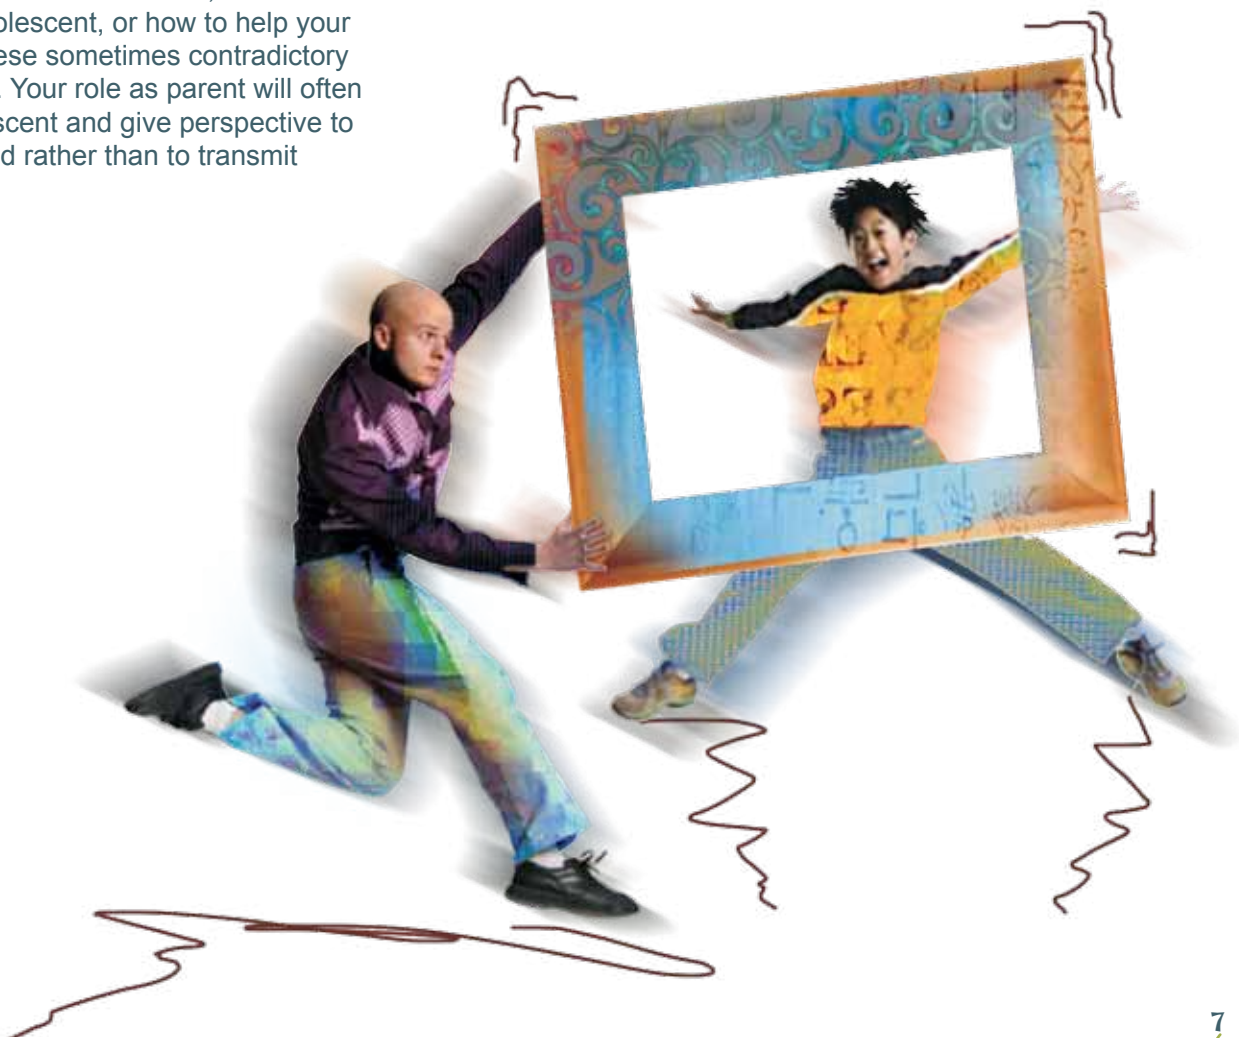 olescent, or how to help your
ese sometimes contradictory
. Your role as parent will often
scent and give perspective to
d rather than to transmit
7